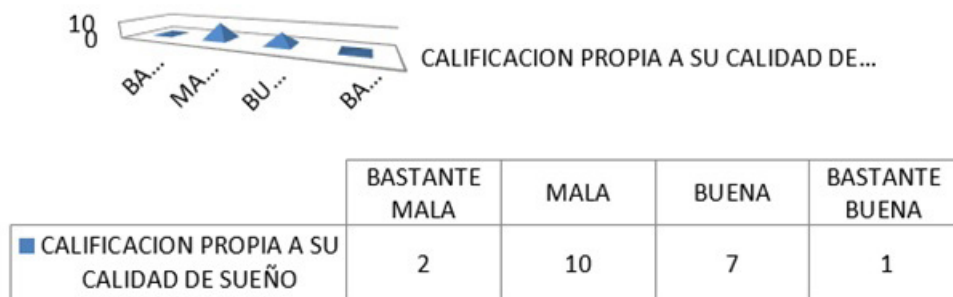 10
0
BA...
MA...
BU...
BA...
CALIFICACION PROPIA A SU CALIDAD DE...
BASTANTE MALA
MALA
BUENA
BASTANTE BUENA
CALIFICACION PROPIA A SU
CALIDAD DE SUEÑO
2
10
7
1